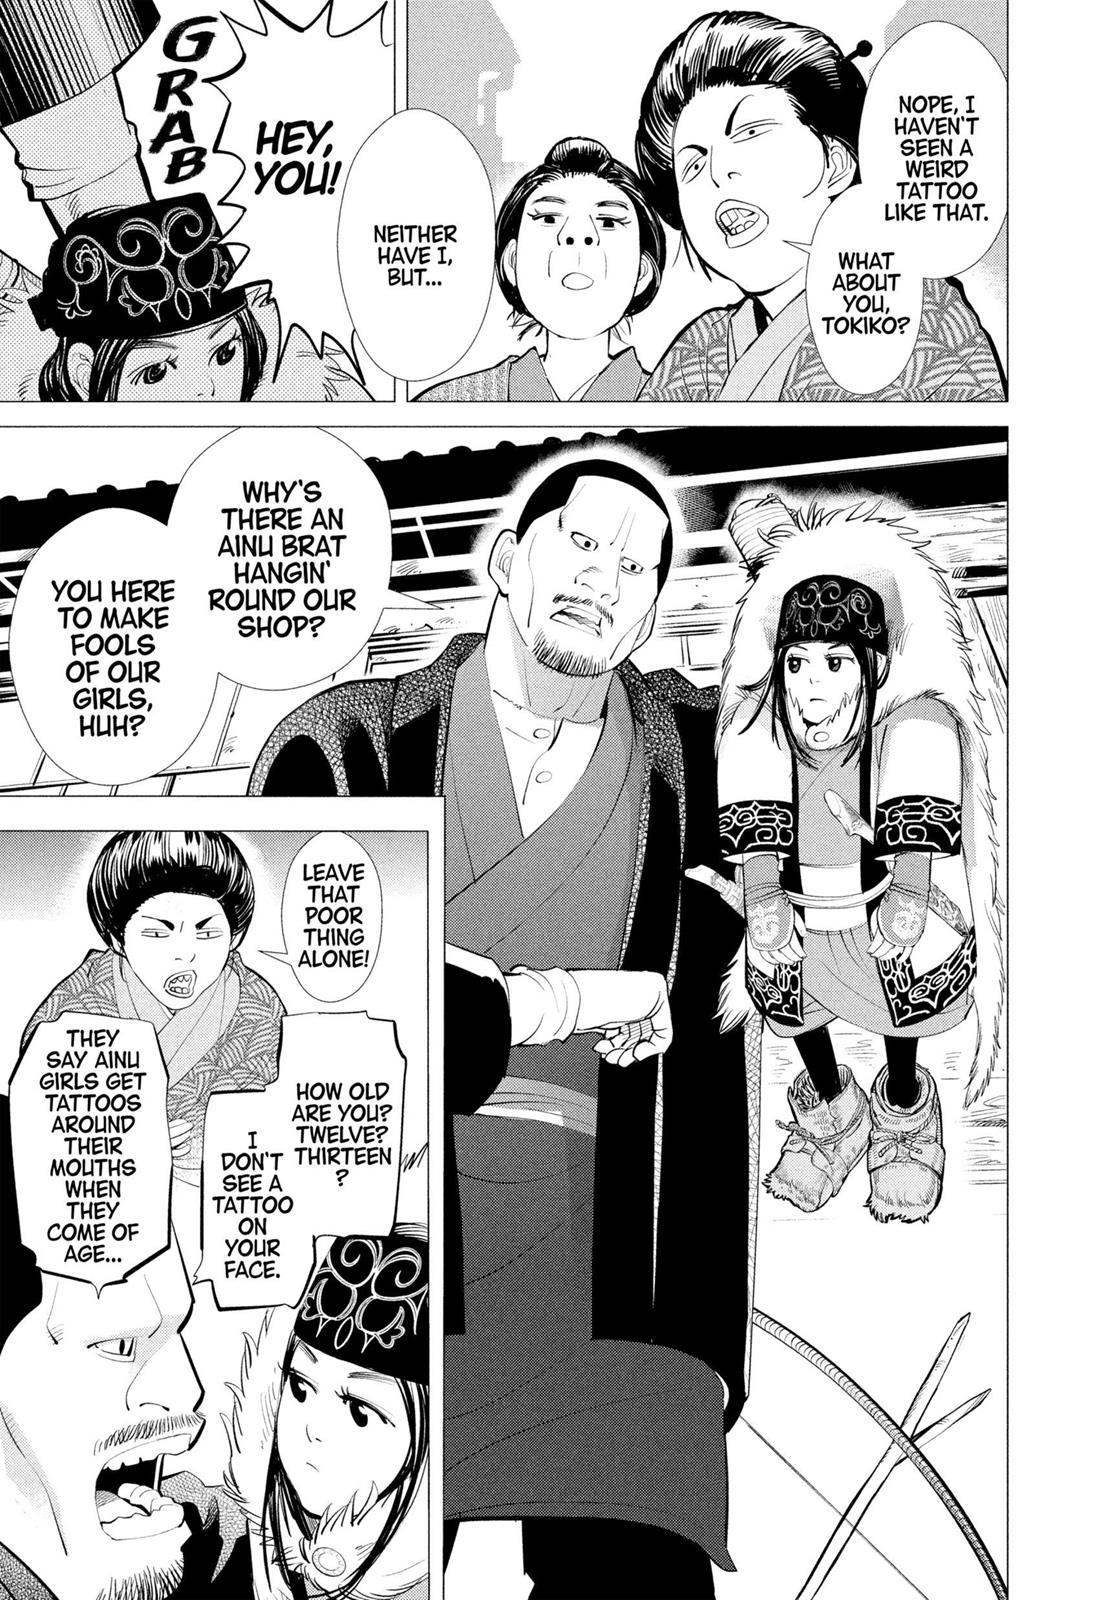 NOPE, I
HAVEN'T
SEEN A
WEIRD
TATTOO
LIKE THAT.
WHAT
ABOUT
YOU,
TOKIKO?
NEITHER
HAVE I,
BUT...
HEY,
YOU!
GRAB
WHY'S
THERE AN
AINU BRAT
HANGIN'
ROUND OUR
SHOP?
YOU HERE
TO MAKE
FOOLS
OF OUR
GIRLS,
HUH?
LEAVE
THAT
POOR
THING
ALONE!
HOW OLD
ARE YOU?
TWELVE?
THIRTEEN
?
I
DON'T
SEE A
TATTOO
ON
YOUR
FACE.
THEY
SAY AINU
GIRLS GET
TATTOOS
AROUND
THEIR
MOUTHS
WHEN
THEY
COME OF
AGE...